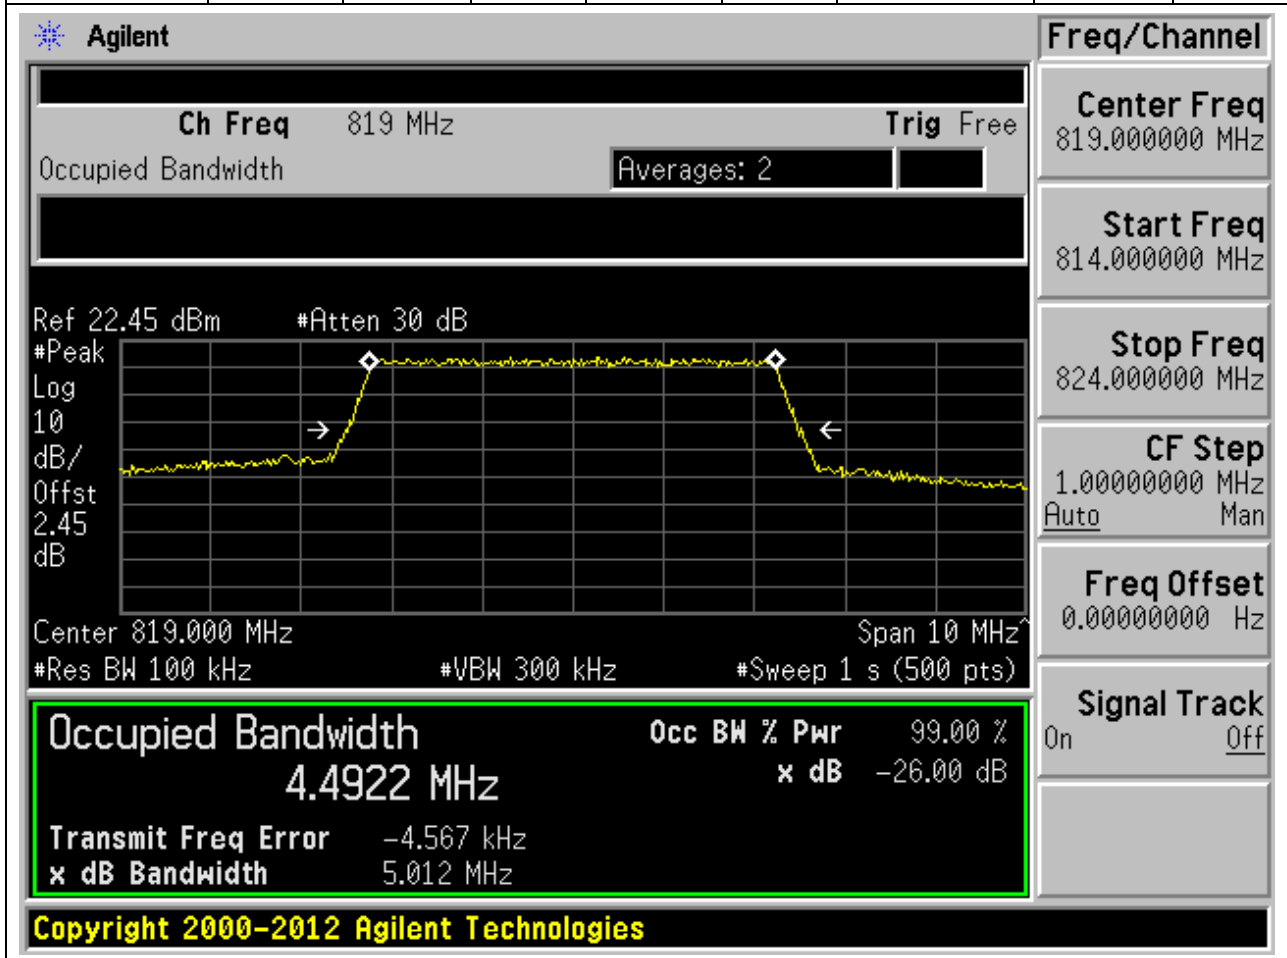 Agilent
Freq/Channel
Ch Freq 819 MHz Trig Free
Occupied Bandwidth Averages: 2
Center Freq
819.000000 MHz
Start Freq
814.000000 MHz
Stop Freq
824.000000 MHz
CF Step
1.00000000 MHz
Auto Man
Freq Offset
0.00000000 Hz
Signal Track
On Off
Ref 22.45 dBm #Atten 30 dB
#Peak
Log
10
dB/
Offst
2.45
dB
Center 819.000 MHz Span 10 MHz^
#Res BW 100 kHz #VBW 300 kHz #Sweep 1 s (500 pts)
Occupied Bandwidth
4.4922 MHz
Occ BW % Pwr 99.00 %
x dB -26.00 dB
Transmit Freq Error -4.567 kHz
x dB Bandwidth 5.012 MHz
Copyright 2000-2012 Agilent Technologies